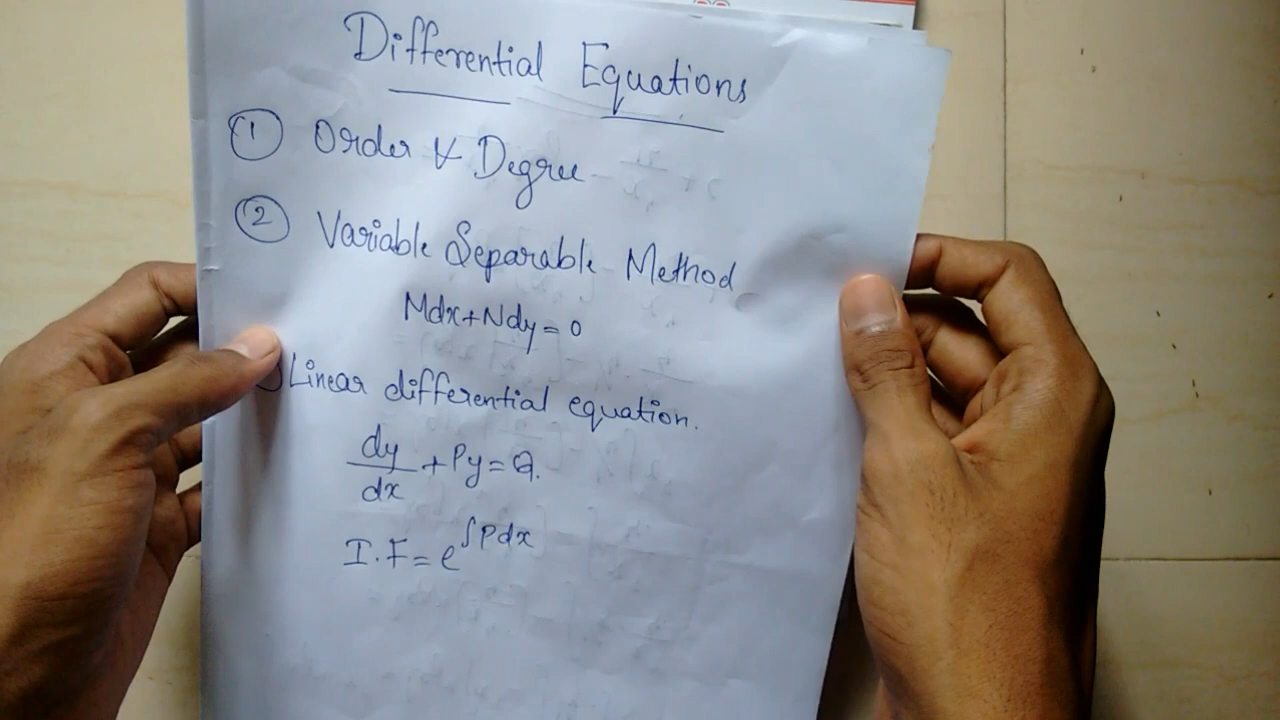 Differential Equations
① Order & Degree
② Variable Separable Method
Mdx+Ndy=0
Linear differential equation.
dy/dx + Py = Q.
I.F = e^∫Pdx